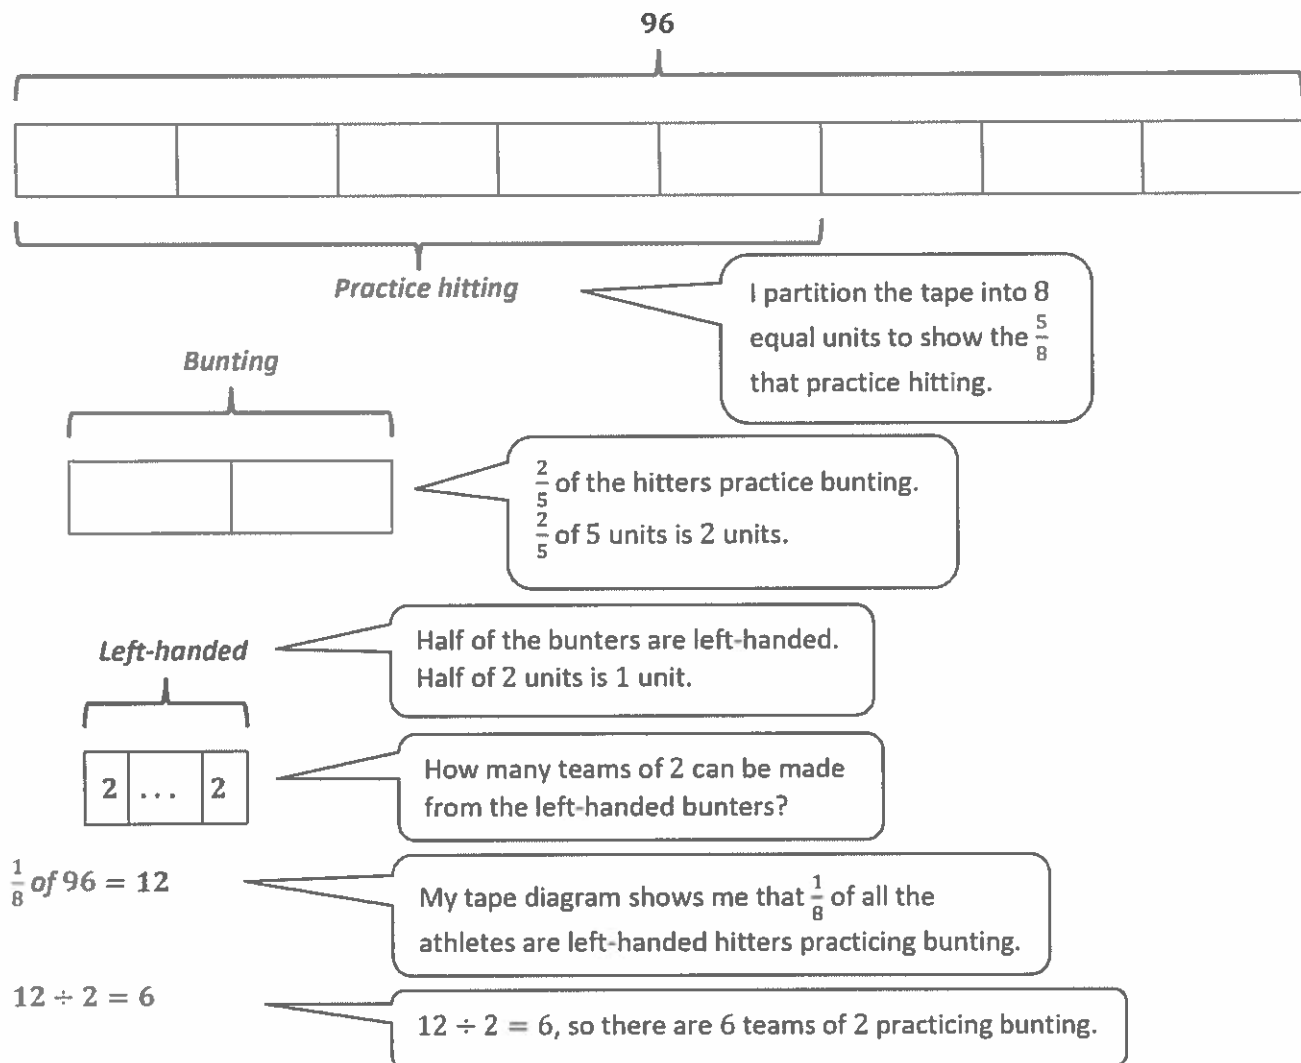 96
Practice hitting
I partition the tape into 8
equal units to show the 5/8
that practice hitting.
Bunting
2/5 of the hitters practice bunting.
2/5 of 5 units is 2 units.
Left-handed
Half of the bunters are left-handed.
Half of 2 units is 1 unit.
2 ... 2
How many teams of 2 can be made
from the left-handed bunters?
1/8 of 96 = 12
My tape diagram shows me that 1/8 of all the
athletes are left-handed hitters practicing bunting.
12 ÷ 2 = 6
12 ÷ 2 = 6, so there are 6 teams of 2 practicing bunting.